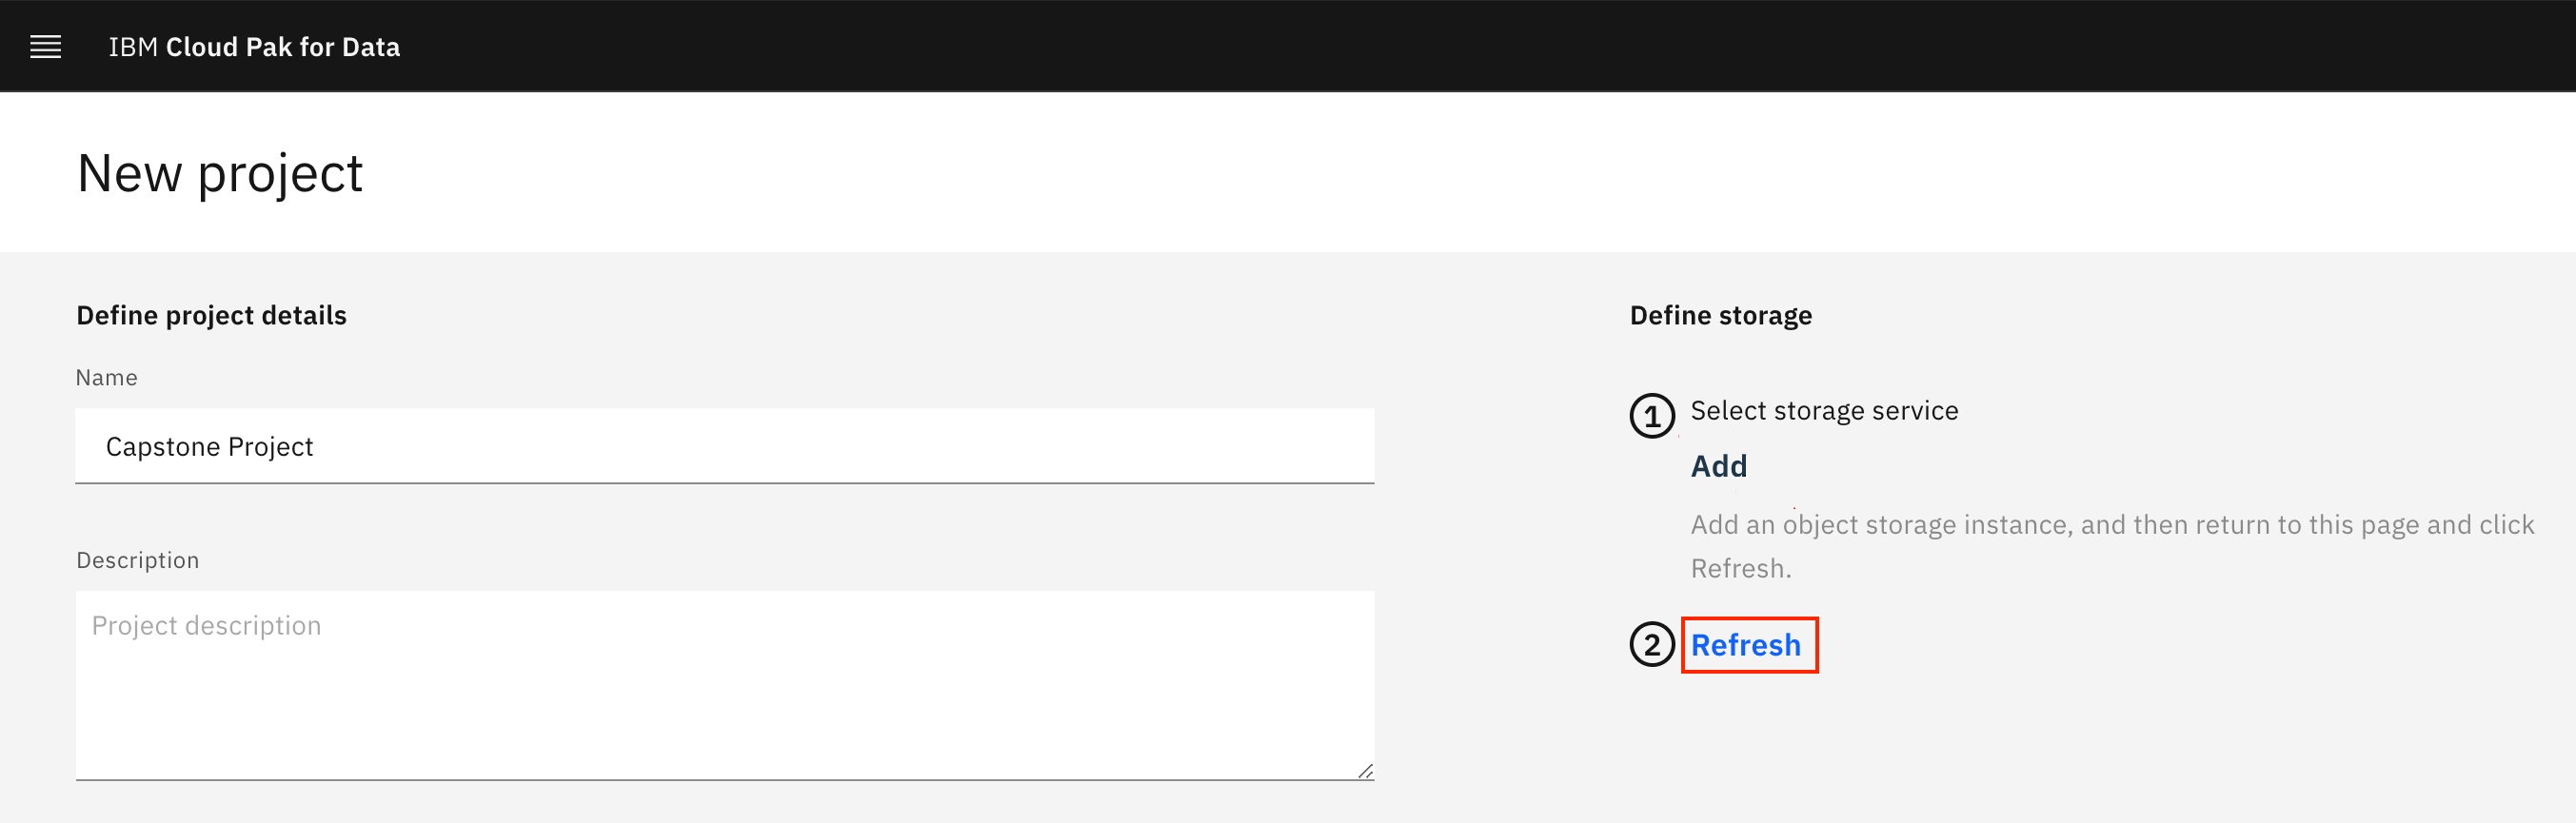 IBM Cloud Pak for Data
New project
Define project details
Name
Capstone Project
Description
Project description
Define storage
1 Select storage service
Add
Add an object storage instance, and then return to this page and click
Refresh.
2 Refresh